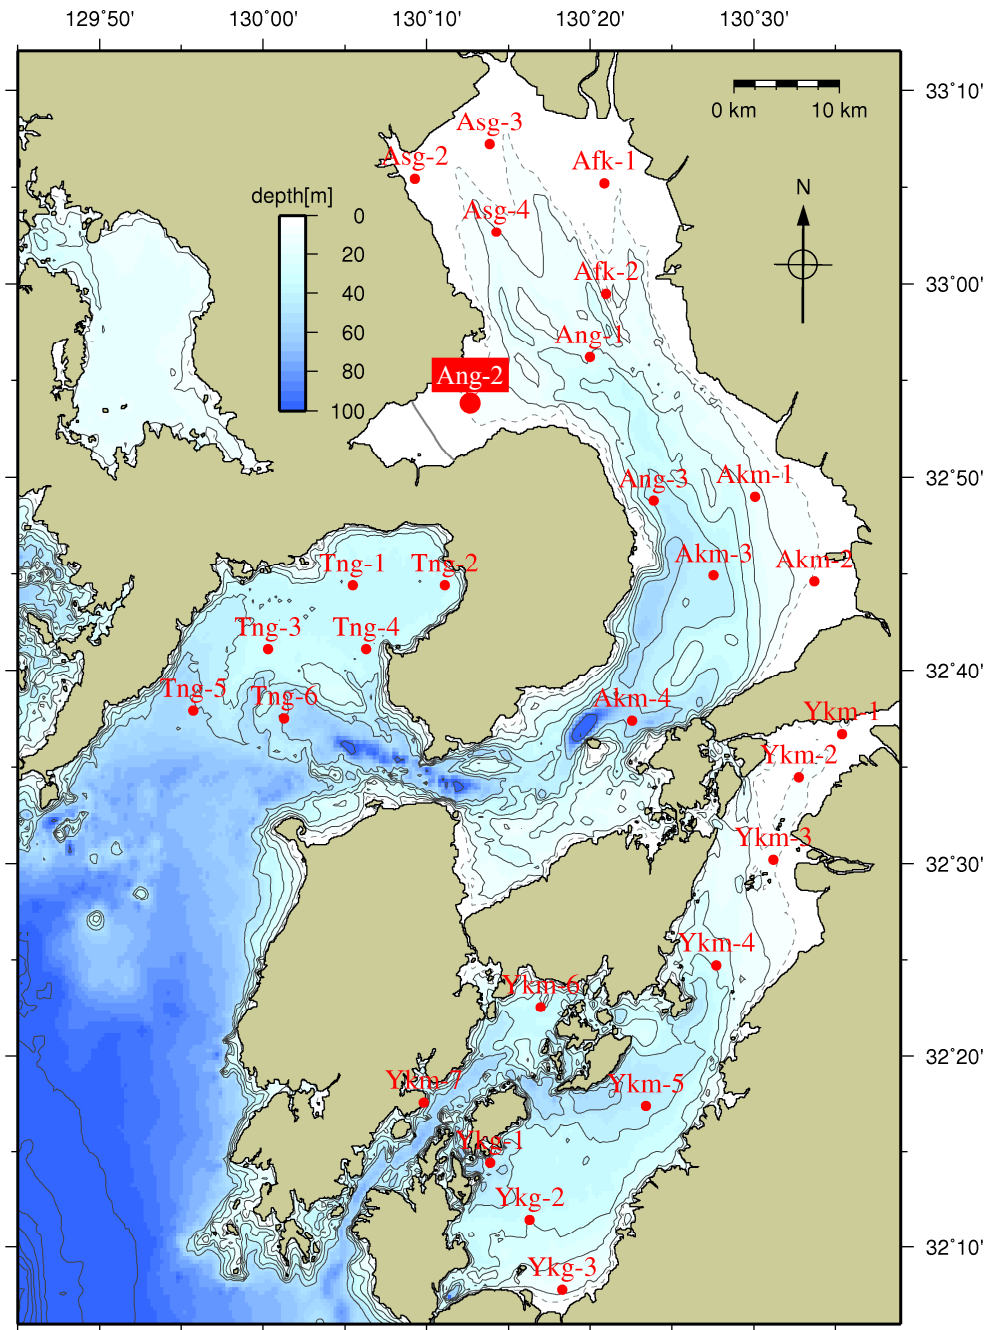 129°50' 130°00' 130°10' 130°20' 130°30'
33°10'
0 km 10 km
Asg-3
Asg-2
Afk-1
N
depth[m]
0
20
40
60
80
100
Asg-4
Afk-2
33°00'
Ang-1
Ang-2
32°50'
Ang-3
Akm-1
Akm-3
Akm-2
Tng-1
Tng-2
Tng-3
Tng-4
32°40'
Tng-5
Tng-6
Akm-4
Ykm-1
Ykm-2
Ykm-3
32°30'
Ykm-4
Ykm-6
32°20'
Ykm-7
Ykm-5
Ykg-1
Ykg-2
32°10'
Ykg-3